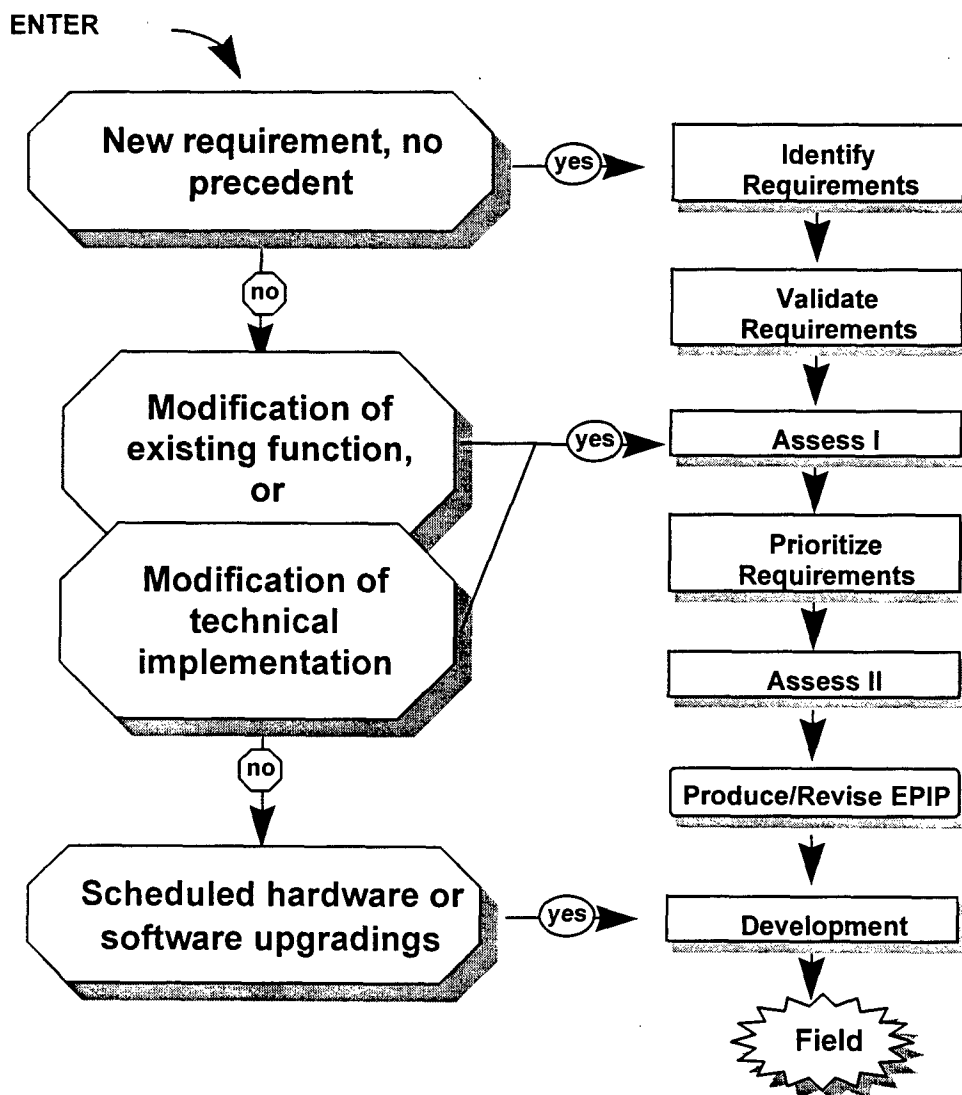 ENTER
New requirement, no
precedent
yes
Identify
Requirements
no
Validate
Requirements
Modification of
existing function,
or
yes
Assess I
Modification of
technical
implementation
Prioritize
Requirements
Assess II
no
Produce/Revise EPIP
Scheduled hardware or
software upgradings
yes
Development
Field